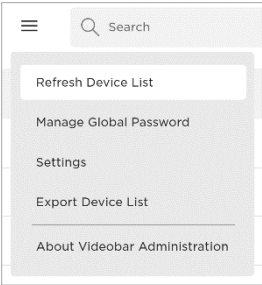 Search
Refresh Device List
Manage Global Password
Settings
Export Device List
About Videobar Administration